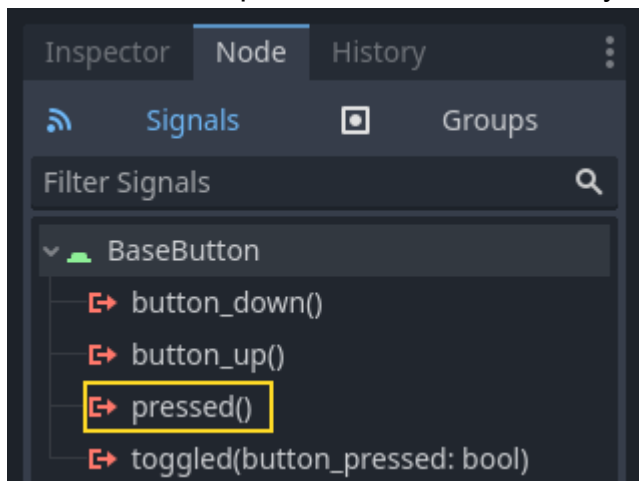 Inspector Node History
Signals Groups
Filter Signals
BaseButton
button_down()
button_up()
pressed()
toggled(button_pressed: bool)